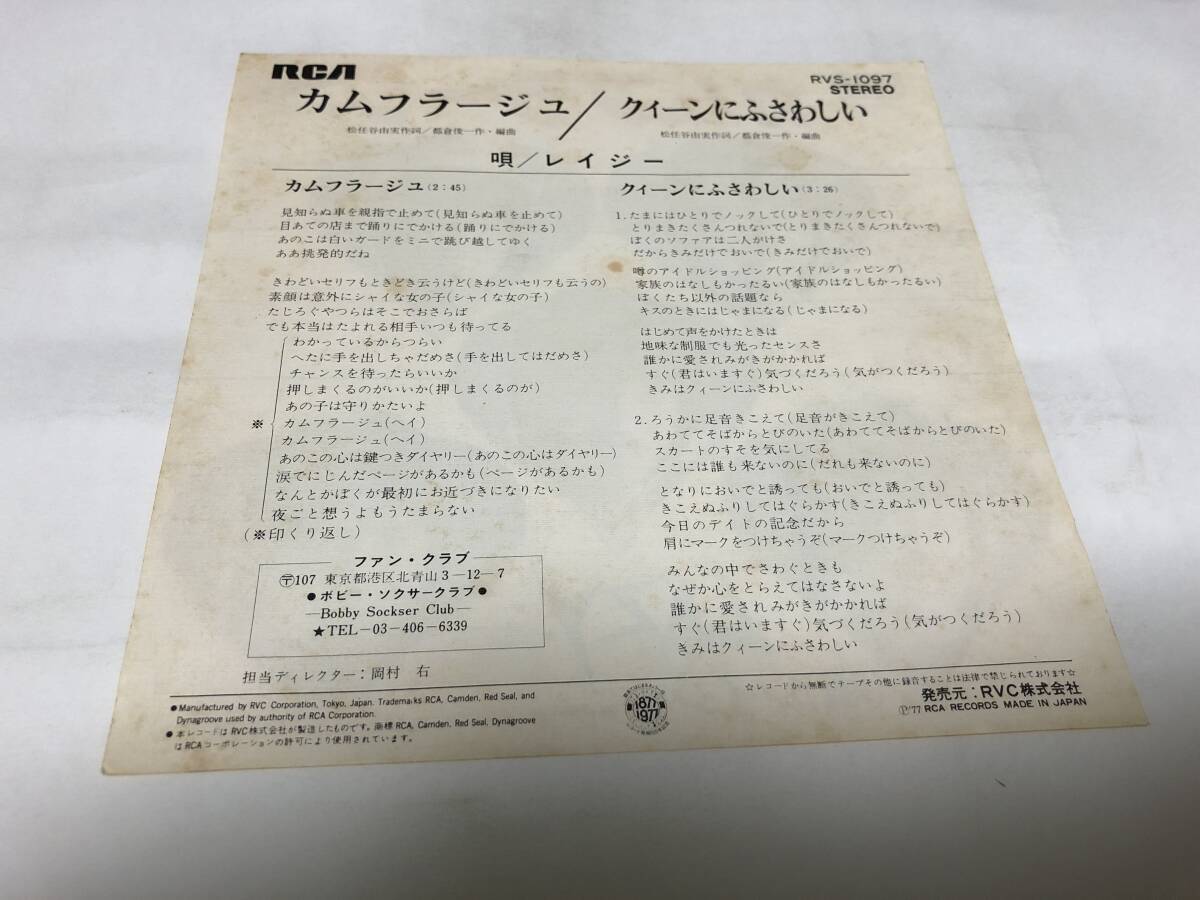 RCA
RVS-1097
STEREO
カムフラージユ/クィーンにふさわしい
松任谷由実作詞/都倉俊一作・編曲
松任谷由実作詞/都倉俊一作・編曲
唄/レイジー
カムフラージユ(2:45)
見知らぬ車を親指で止めて(見知らぬ車を止めて)
目あての店まで踊りにでかける(踊りにでかける)
あのこは白いガードをミニで跳び越してゆく
ああ挑発的だね
きわどいセリフもときどき云うけど(きわどいセリフも云うの)
素顔は意外にシャイな女の子(シャイな女の子)
たじろぐやつらはそこでおさらば
でも本当はたよれる相手いつも待ってる
わかっているからつらい
へたに手を出しちゃだめさ(手を出してはだめさ)
チャンスを待ったらいいか
押しまくるのがいいか(押しまくるのが)
あの子は守りかたいよ
※
カムフラージュ(ヘイ)
カムフラージュ(ヘイ)
あのこの心は鍵つきダイヤリー(あのこの心はダイヤリー)
涙でにじんだページがあるかも(ページがあるかも)
なんとかぼくが最初にお近づきになりたい
夜ごと想うよもうたまらない
(※印くり返し)
ファン・クラブ
〒107 東京都港区北青山3-12-7
●ボビー・ソクサークラブ●
—Bobby Sockser Club—
★TEL-03-406-6339
担当ディレクター:岡村 右
クィーンにふさわしい(3:26)
1.たまにはひとりでノックして(ひとりでノックして)
とりまきたくさんつれないで(とりまきたくさんつれないで)
ぼくのソファアは二人がけさ
だからきみだけでおいで(きみだけでおいで)
噂のアイドルショッピング(アイドルショッピング)
家族のはなしもかったるい(家族のはなしもかったるい)
ぼくたち以外の話題なら
キスのときにはじゃまになる(じゃまになる)
はじめて声をかけたときは
地味な制服でも光ったセンスさ
誰かに愛されみがきがかかれば
すぐ(君はいますぐ)気づくだろう(気がつくだろう)
きみはクィーンにふさわしい
2.ろうかに足音きこえて(足音がきこえて)
あわててそばからとびのいた(あわててそばからとびのいた)
スカートのすそを気にしてる
ここには誰も来ないのに(だれも来ないのに)
となりにおいでと誘っても(おいでと誘っても)
きこえぬふりしてはぐらかす(きこえぬふりしてはぐらかす)
今日のデイトの記念だから
肩にマークをつけちゃうぞ(マークつけちゃうぞ)
みんなの中でさわぐときも
なぜか心をとらえてはなさないよ
誰かに愛されみがきがかかれば
すぐ(君はいますぐ)気づくだろう(気がつくだろう)
きみはクィーンにふさわしい
●Manufactured by RVC Corporation, Tokyo, Japan. Trademarks RCA, Camden, Red Seal, and
Dynagroove used by authority of RCA Corporation.
●本レコードはRVC株式会社が製造したものです。商標RCA, Camden, Red Seal, Dynagroove
はRCAコーポレーションの許可により使用されています。
1877
1977
☆レコードから無断でテープその他に録音することは法律で禁じられております☆
発売元:RVC株式会社
Ⓟ'77 RCA RECORDS MADE IN JAPAN